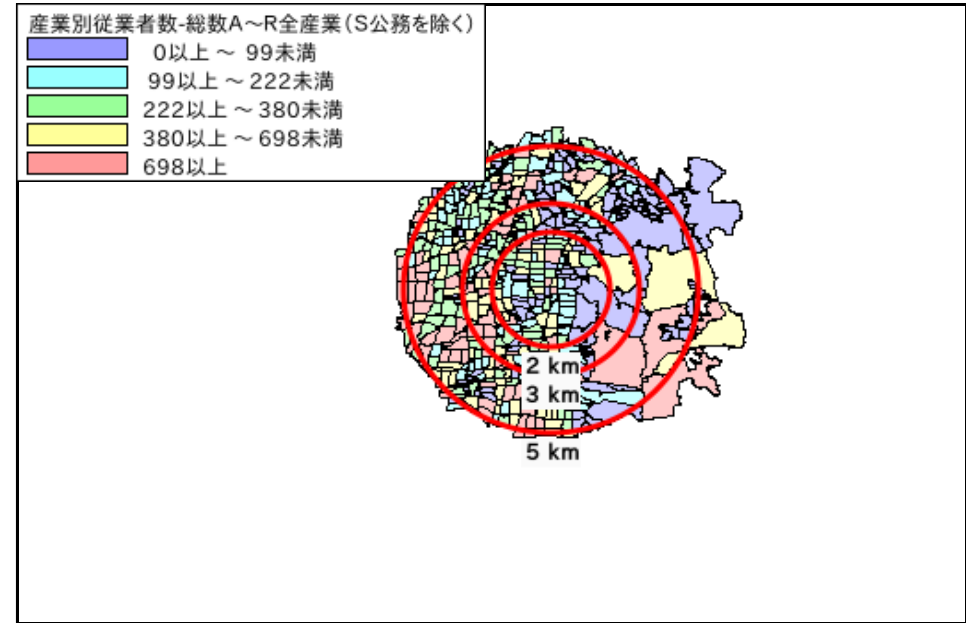 産業別従業者数-総数A～R全産業(S公務を除く)
0以上 ～ 99未満
99以上 ～ 222未満
222以上 ～ 380未満
380以上 ～ 698未満
698以上
2 km
3 km
5 km